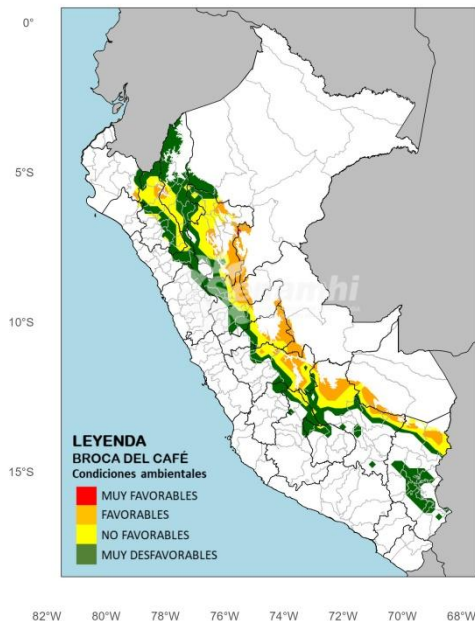 0°
5°S
10°S
15°S
senamhi
LEYENDA
BROCA DEL CAFÉ
Condiciones ambientales
MUY FAVORABLES
FAVORABLES
NO FAVORABLES
MUY DESFAVORABLES
82°W 80°W 78°W 76°W 74°W 72°W 70°W 68°W